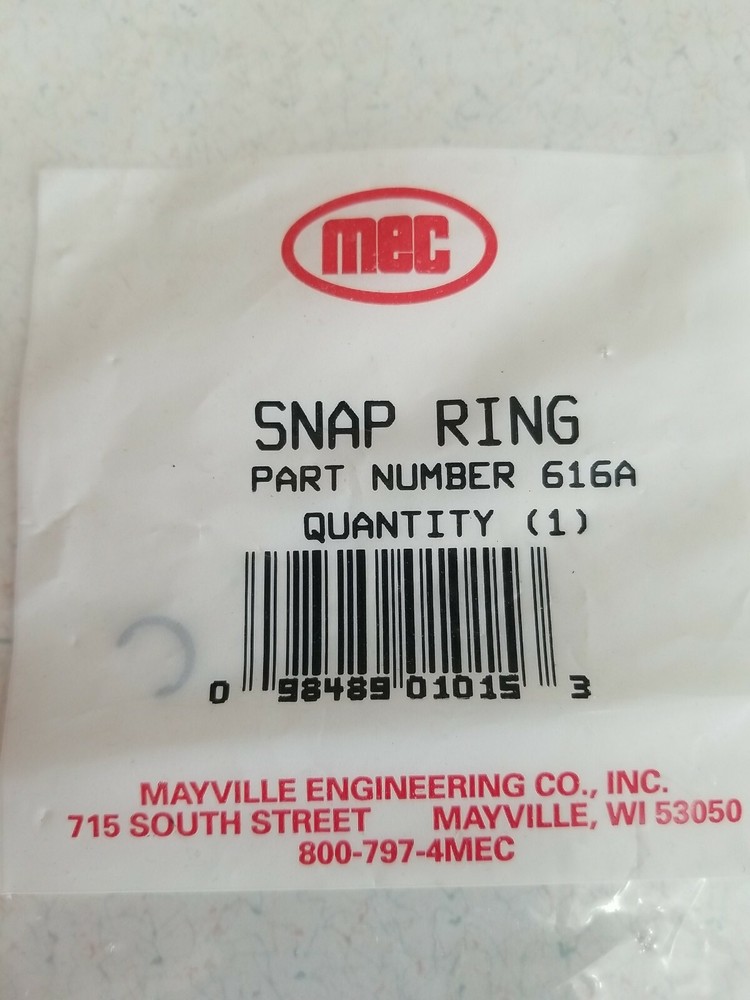 mec
SNAP RING
PART NUMBER 616A
QUANTITY (1)
0 98489 01015 3
MAYVILLE ENGINEERING CO., INC.
715 SOUTH STREET MAYVILLE, WI 53050
800-797-4MEC